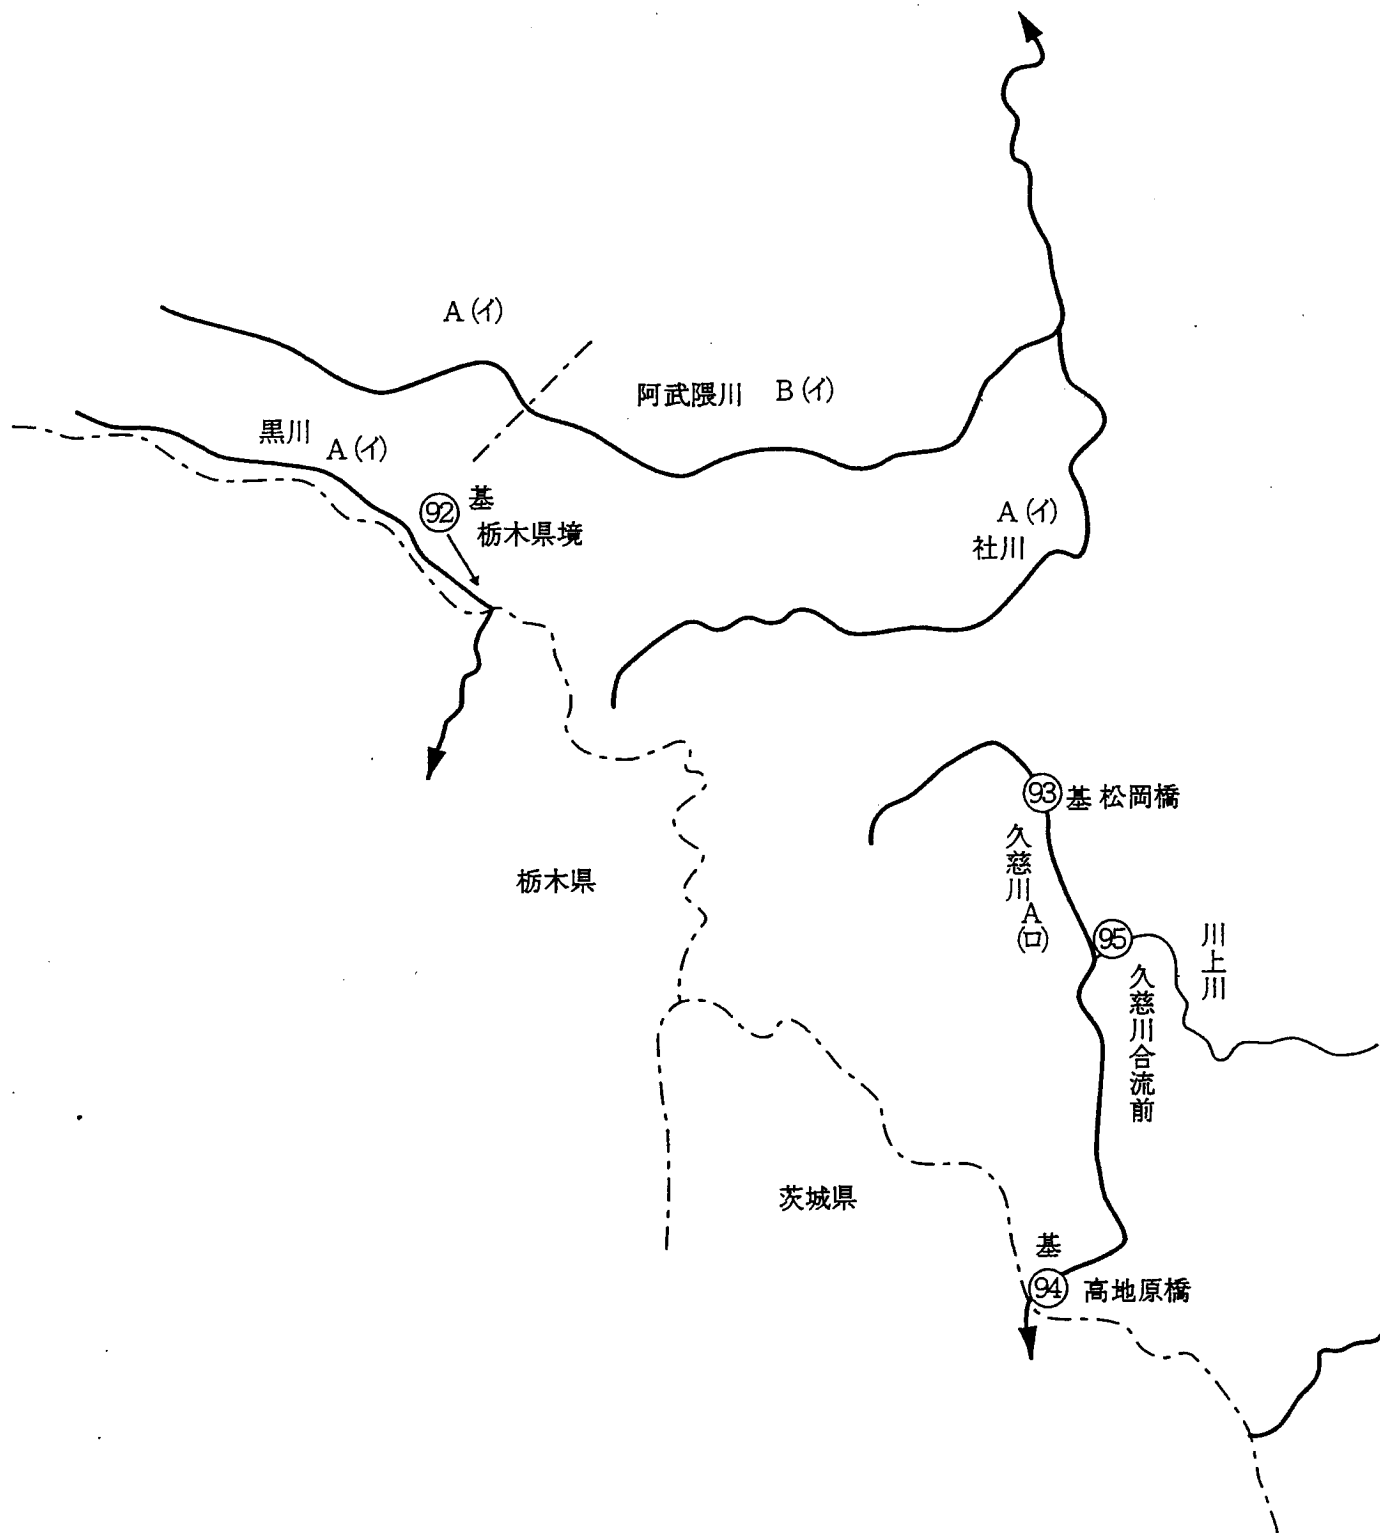 A(イ)
阿武隈川 B(イ)
黒川
A(イ)
92 基
栃木県境
A(イ)
社川
93 基 松岡橋
久慈川
A
(ロ)
95
久慈川合流前
川上川
栃木県
茨城県
基
94 高地原橋